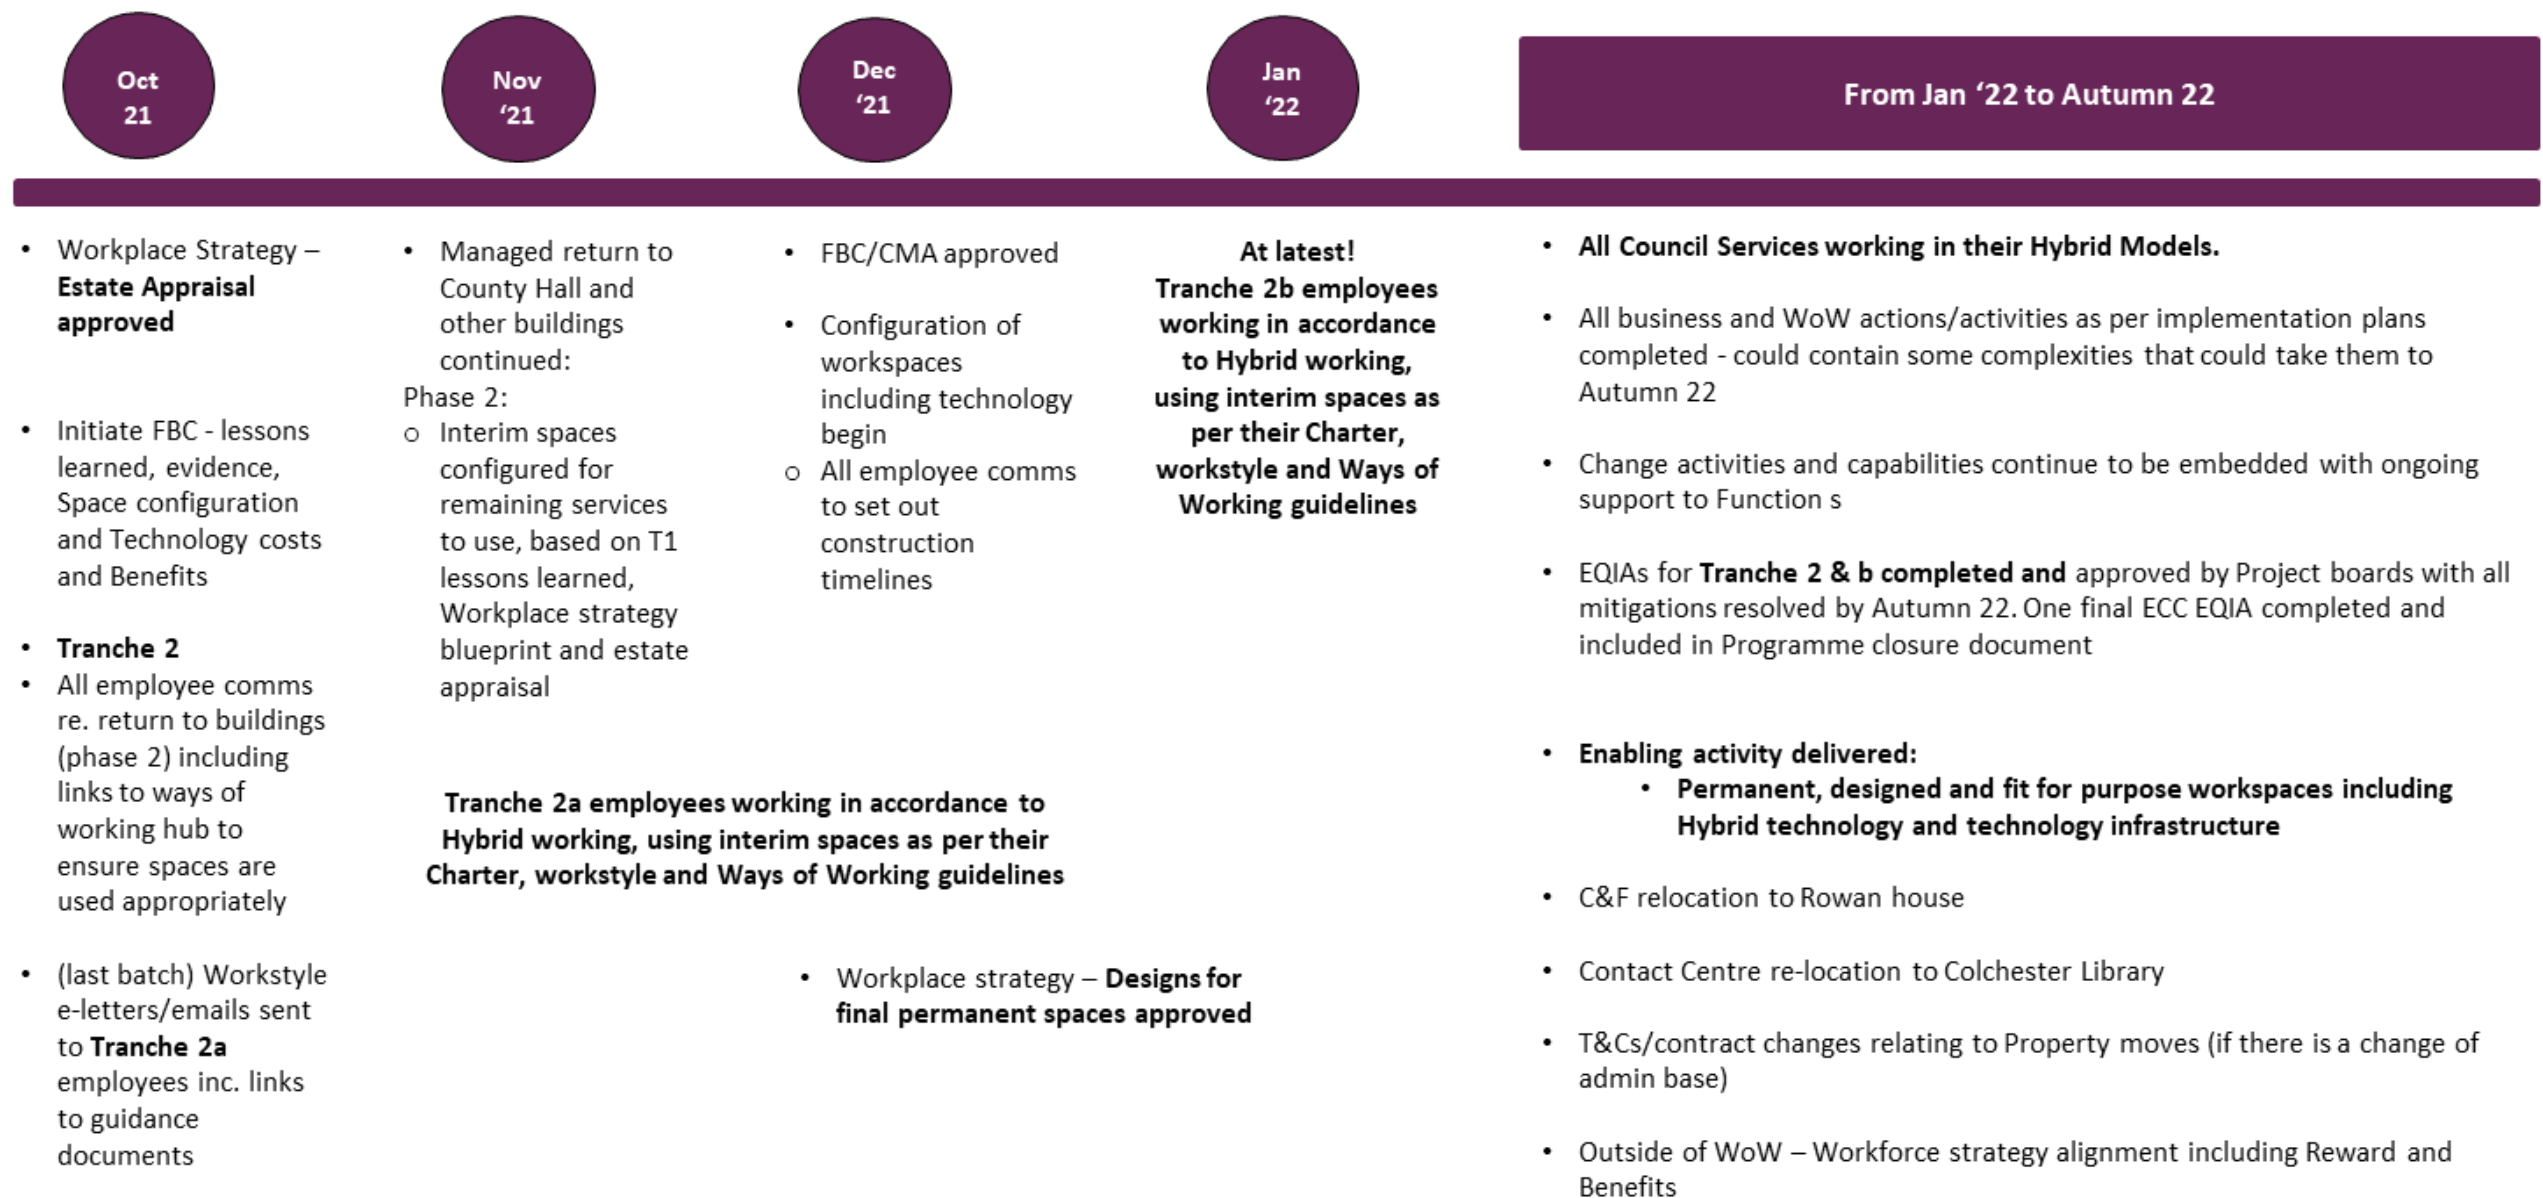 Oct
21
Nov
‘21
Dec
‘21
Jan
‘22
From Jan ‘22 to Autumn 22
• Workplace Strategy –
Estate Appraisal
approved
• Initiate FBC - lessons
learned, evidence,
Space configuration
and Technology costs
and Benefits
• Tranche 2
• All employee comms
re. return to buildings
(phase 2) including
links to ways of
working hub to
ensure spaces are
used appropriately
• (last batch) Workstyle
e-letters/emails sent
to Tranche 2a
employees inc. links
to guidance
documents
• Managed return to
County Hall and
other buildings
continued:
Phase 2:
o Interim spaces
configured for
remaining services
to use, based on T1
lessons learned,
Workplace strategy
blueprint and estate
appraisal
• FBC/CMA approved
• Configuration of
workspaces
including technology
begin
o All employee comms
to set out
construction
timelines
Tranche 2a employees working in accordance to
Hybrid working, using interim spaces as per their
Charter, workstyle and Ways of Working guidelines
• Workplace strategy – Designs for
final permanent spaces approved
At latest!
Tranche 2b employees
working in accordance
to Hybrid working,
using interim spaces as
per their Charter,
workstyle and Ways of
Working guidelines
• All Council Services working in their Hybrid Models.
• All business and WoW actions/activities as per implementation plans
completed - could contain some complexities that could take them to
Autumn 22
• Change activities and capabilities continue to be embedded with ongoing
support to Function s
• EQIAs for Tranche 2 & b completed and approved by Project boards with all
mitigations resolved by Autumn 22. One final ECC EQIA completed and
included in Programme closure document
• Enabling activity delivered:
• Permanent, designed and fit for purpose workspaces including
Hybrid technology and technology infrastructure
• C&F relocation to Rowan house
• Contact Centre re-location to Colchester Library
• T&Cs/contract changes relating to Property moves (if there is a change of
admin base)
• Outside of WoW – Workforce strategy alignment including Reward and
Benefits